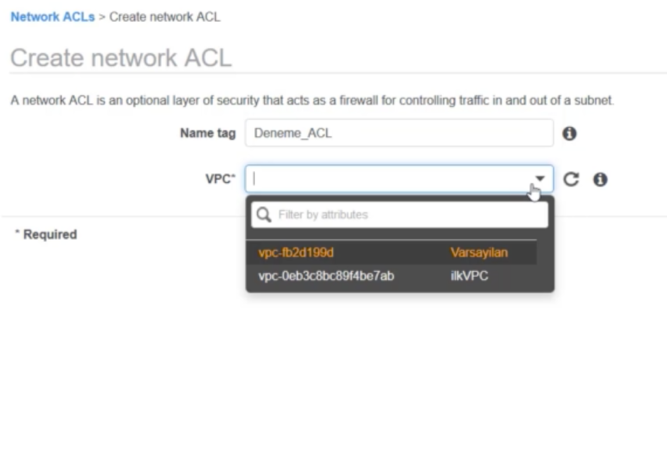 Network ACLs > Create network ACL
Create network ACL
A network ACL is an optional layer of security that acts as a firewall for controlling traffic in and out of a subnet.
Name tag Deneme_ACL
VPC*
Filter by attributes
* Required
vpc-fb2d199d Varsayilan
vpc-0eb3c8bc89f4be7ab ilkVPC